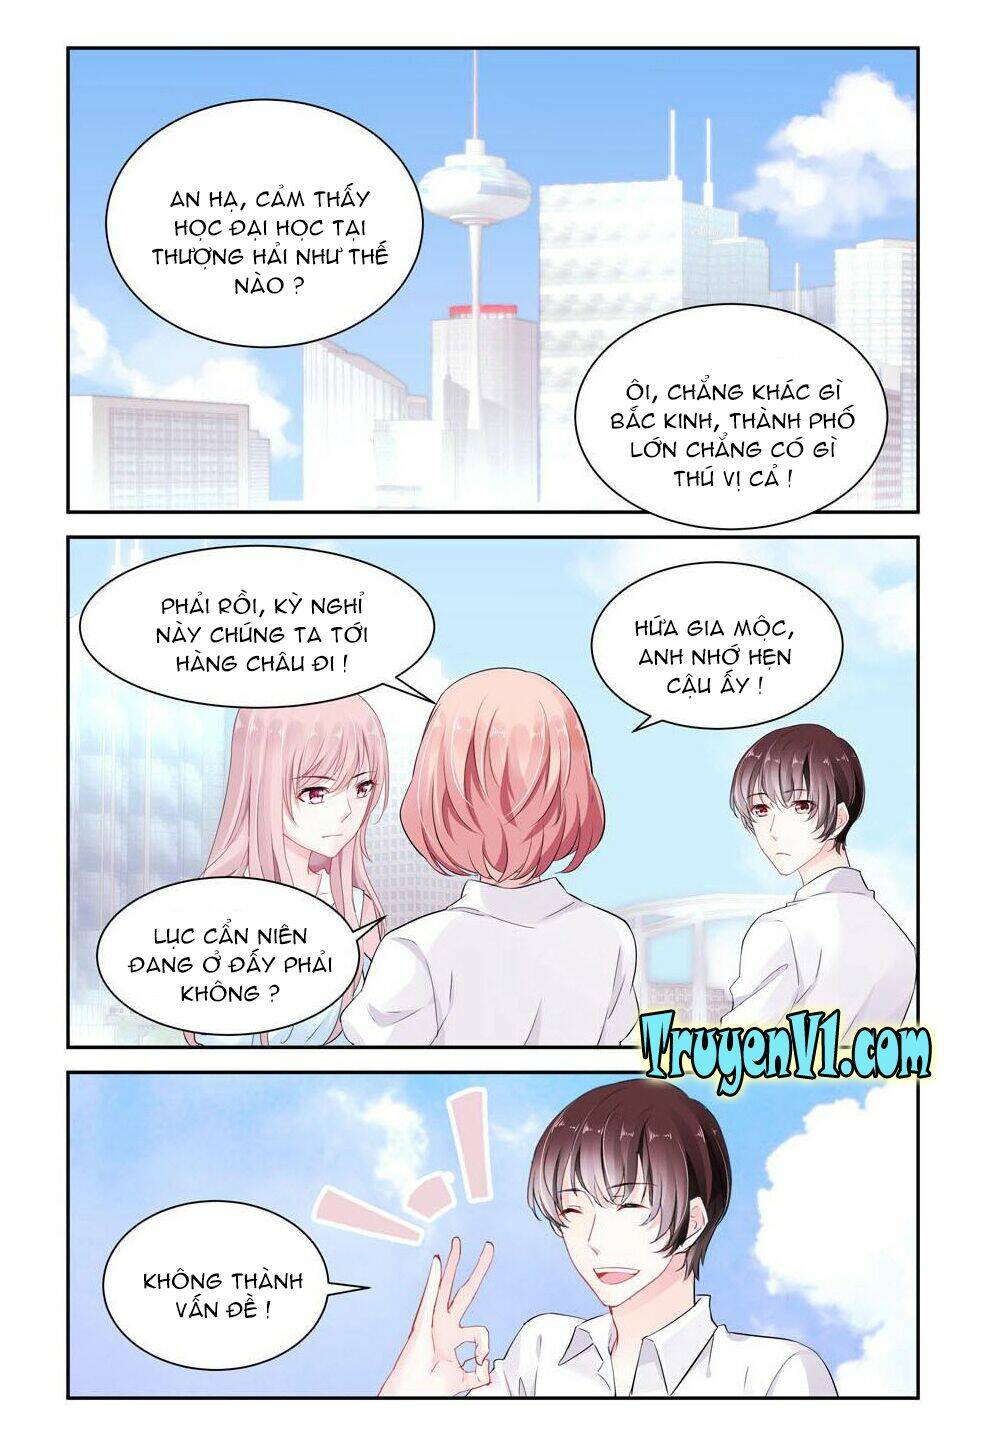 AN HẠ, CẢM THẤY
HỌC ĐẠI HỌC TẠI
THƯỢNG HẢI NHƯ THẾ
NÀO ?
ÔI, CHẲNG KHÁC GÌ
BẮC KINH, THÀNH PHỐ
LỚN CHẲNG CÓ GÌ
THÚ VỊ CẢ !
PHẢI RỒI, KỲ NGHỈ
NÀY CHÚNG TA TỚI
HÀNG CHÂU ĐI !
HỨA GIA MỘC,
ANH NHỚ HẸN
CẬU ẤY !
LỤC CẨN NIÊN
ĐANG Ở ĐẤY PHẢI
KHÔNG ?
TruyenV1.com
KHÔNG THÀNH
VẤN ĐỀ !